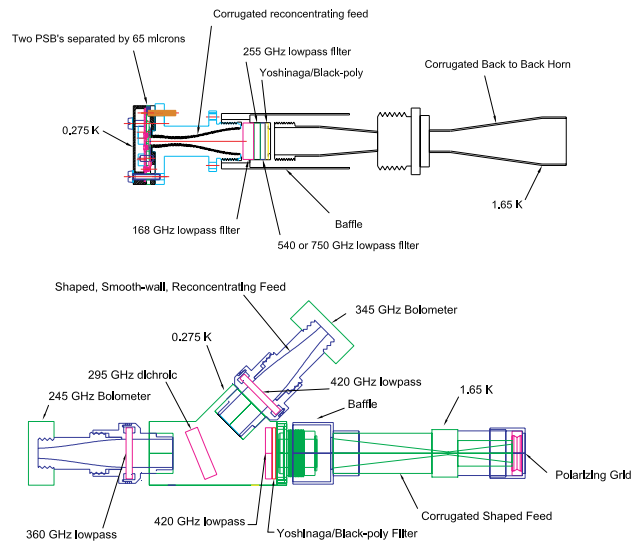 Corrugated reconcentrating feed
Two PSB's separated by 65 microns
255 GHz lowpass filter
Yoshinaga/Black-poly
Corrugated Back to Back Horn
0.275 K
1.65 K
Baffle
168 GHz lowpass filter
540 or 750 GHz lowpass filter
Shaped, Smooth-wall, Reconcentrating Feed
345 GHz Bolometer
0.275 K
295 GHz dichroic
420 GHz lowpass
245 GHz Bolometer
Baffle
1.65 K
Polarizing Grid
420 GHz lowpass
Corrugated Shaped Feed
360 GHz lowpass
Yoshinaga/Black-poly Filter